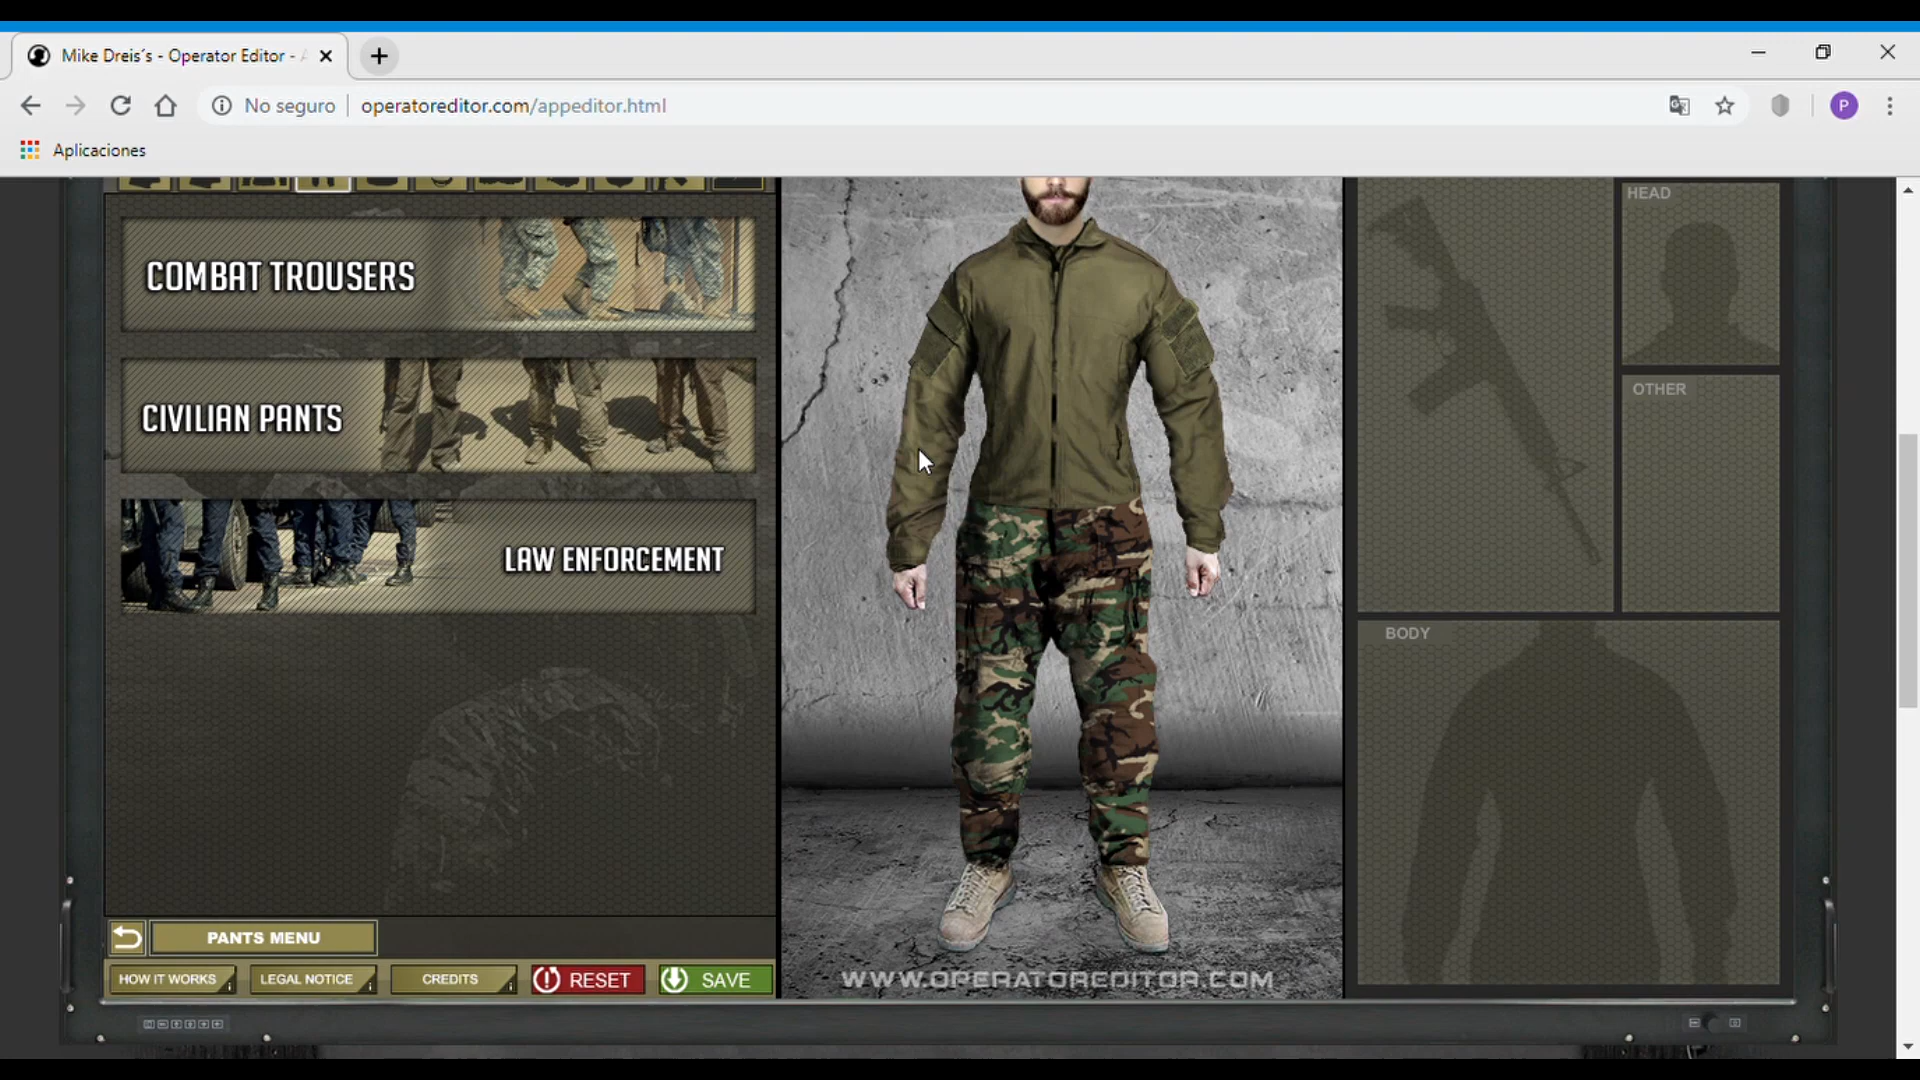 Mike Dreis´s - Operator Editor -
No seguro
operatoreditor.com/appeditor.html
P
Aplicaciones
HEAD
COMBAT TROUSERS
OTHER
CIVILIAN PANTS
LAW ENFORCEMENT
BODY
PANTS MENU
HOW IT WORKS
LEGAL NOTICE
CREDITS
RESET
SAVE
WWW.OPERATOREDITOR.COM